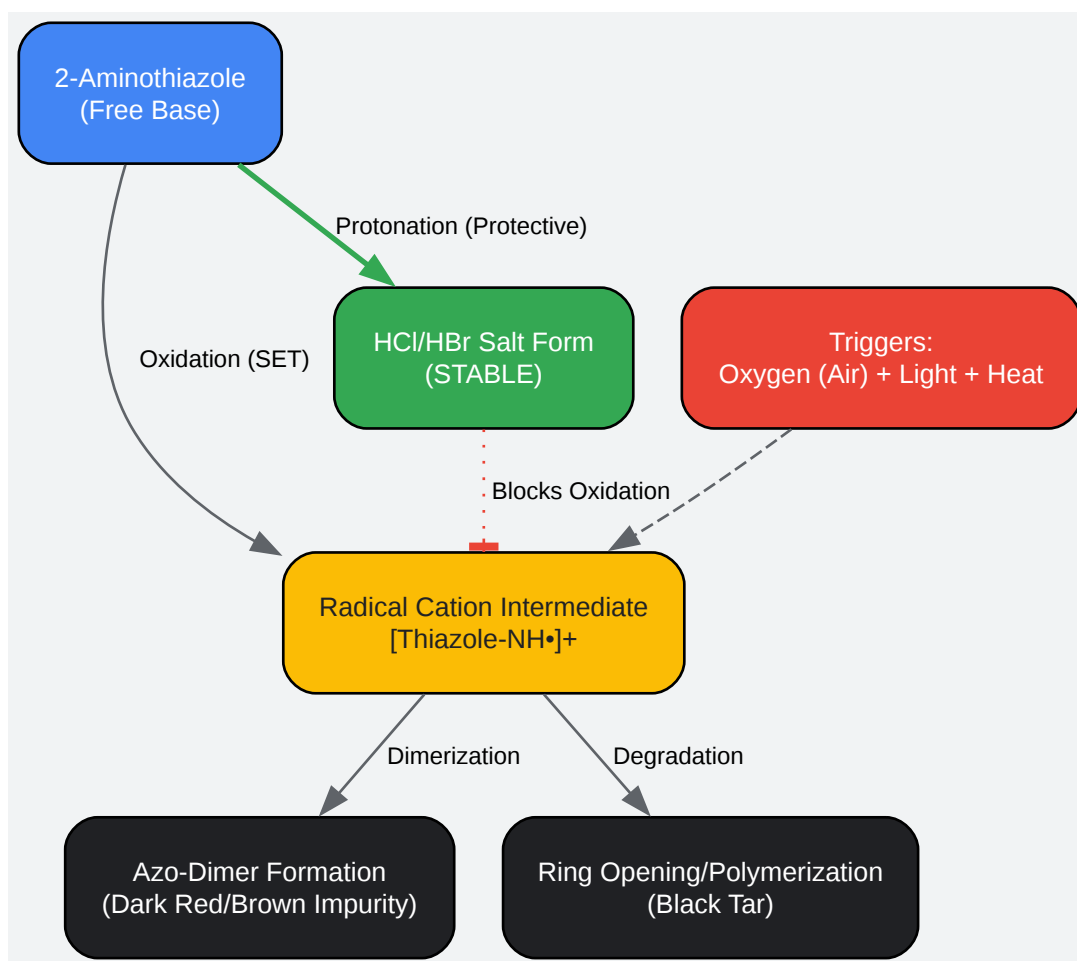 2-Aminothiazole
(Free Base)
Protonation (Protective)
HCl/HBr Salt Form
(STABLE)
Triggers:
Oxygen (Air) + Light + Heat
Oxidation (SET)
Blocks Oxidation
Radical Cation Intermediate
[Thiazole-NH•]+
Dimerization
Degradation
Azo-Dimer Formation
(Dark Red/Brown Impurity)
Ring Opening/Polymerization
(Black Tar)